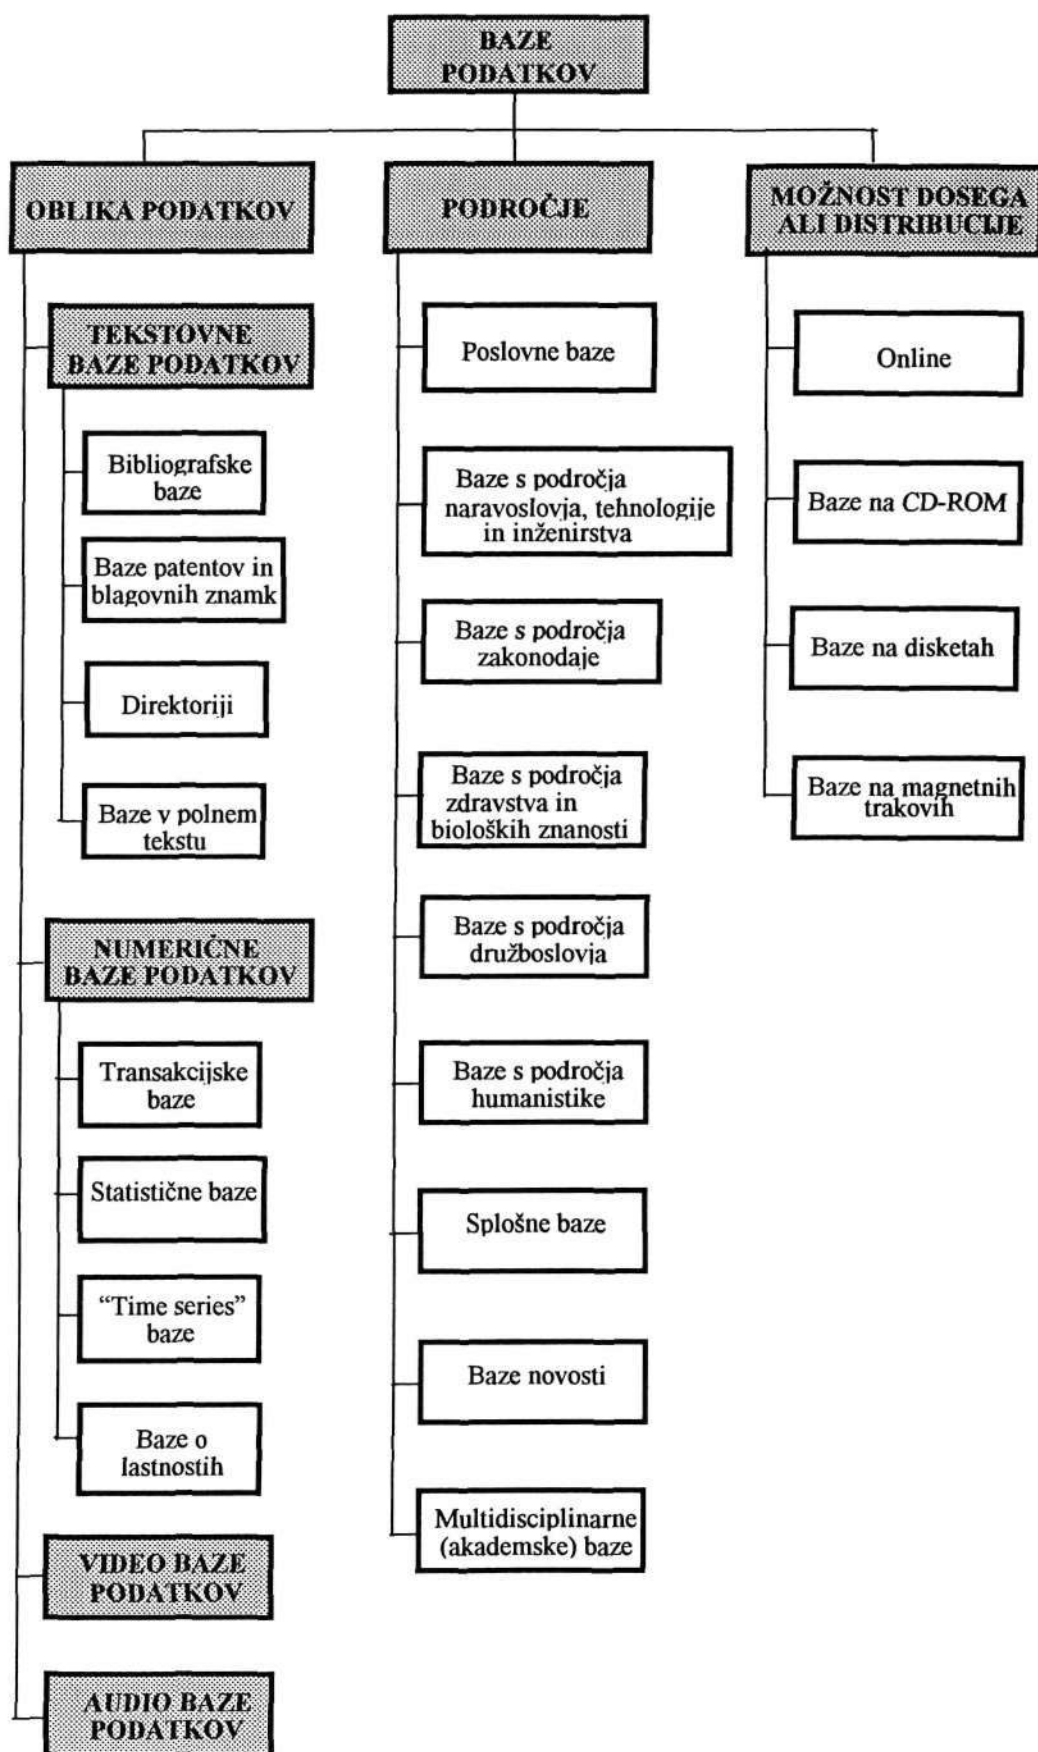 BAZE
PODATKOV
OBLIKA PODATKOV
TEKSTOVNE
BAZE PODATKOV
Bibliografske
baze
Baze patentov in
blagovnih znamk
Direktoriji
Baze v polnem
tekstu
NUMERIČNE
BAZE PODATKOV
Transakcijske
baze
Statistične baze
“Time series”
baze
Baze o
lastnostih
VIDEO BAZE
PODATKOV
AUDIO BAZE
PODATKOV
PODROČJE
Poslovne baze
Baze s področja
naravoslovja, tehnologije
in inženirstva
Baze s področja
zakonodaje
Baze s področja
zdravstva in
bioloških znanosti
Baze s področja
družboslovja
Baze s področja
humanistike
Splošne baze
Baze novosti
Multidisciplinarne
(akademske) baze
MOŽNOST DOSEGA
ALI DISTRIBUCIJE
Online
Baze na CD-ROM
Baze na disketah
Baze na magnetnih
trakovih